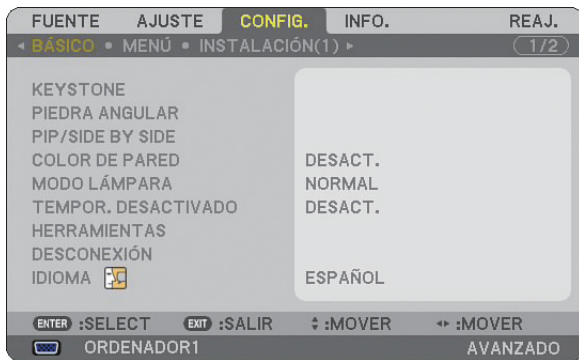 FUENTE AJUSTE CONFIG. INFO. REAJ.
BÁSICO • MENÚ • INSTALACIÓN(1) 1/2
KEYSTONE
PIEDRA ANGULAR
PIP/SIDE BY SIDE
COLOR DE PARED DESACT.
MODO LÁMPARA NORMAL
TEMPOR. DESACTIVADO DESACT.
HERRAMIENTAS
DESCONEXIÓN
IDIOMA ESPAÑOL
ENTER :SELECT EXIT :SALIR :MOVER :MOVER
ORDENADOR1 AVANZADO